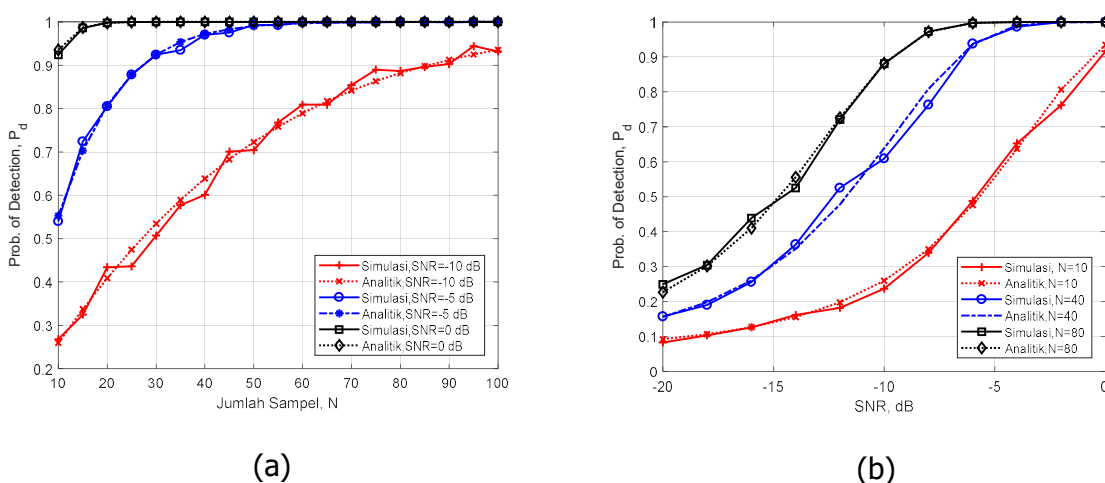 1
0.9
0.8
0.7
0.6
0.5
0.4
0.3
0.2
Prob. of Detection, P_d
Simulasi,SNR=-10 dB
Analitik,SNR=-10 dB
Simulasi,SNR=-5 dB
Analitik,SNR=-5 dB
Simulasi,SNR=0 dB
Analitik,SNR=0 dB
10 20 30 40 50 60 70 80 90 100
Jumlah Sampel, N
(a)
1
0.9
0.8
0.7
0.6
0.5
0.4
0.3
0.2
0.1
0
Prob. of Detection, P_d
Simulasi, N=10
Analitik,N=10
Simulasi,N=40
Analitik,N=40
Simulasi,N=80
Analitik,N=80
-20 -15 -10 -5 0
SNR, dB
(b)